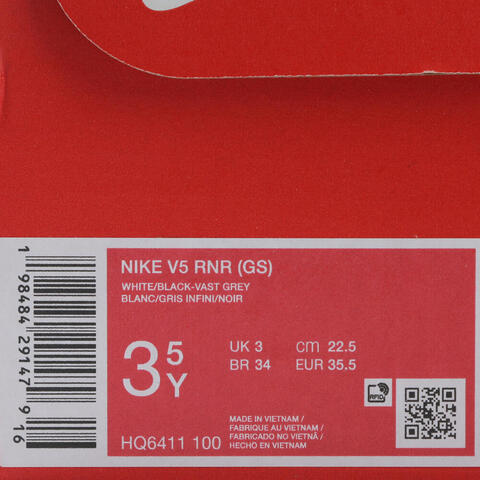 NIKE V5 RNR (GS)
WHITE/BLACK-VAST GREY
BLANC/GRIS INFINI/NOIR
3 5 Y
UK 3 cm 22.5
BR 34 EUR 35.5
RFID
HQ6411 100
MADE IN VIETNAM /
FABRIQUE AU VIETNAM /
FABRICADO NO VIETNÃ /
HECHO EN VIETNAM
1 98484 29147 916